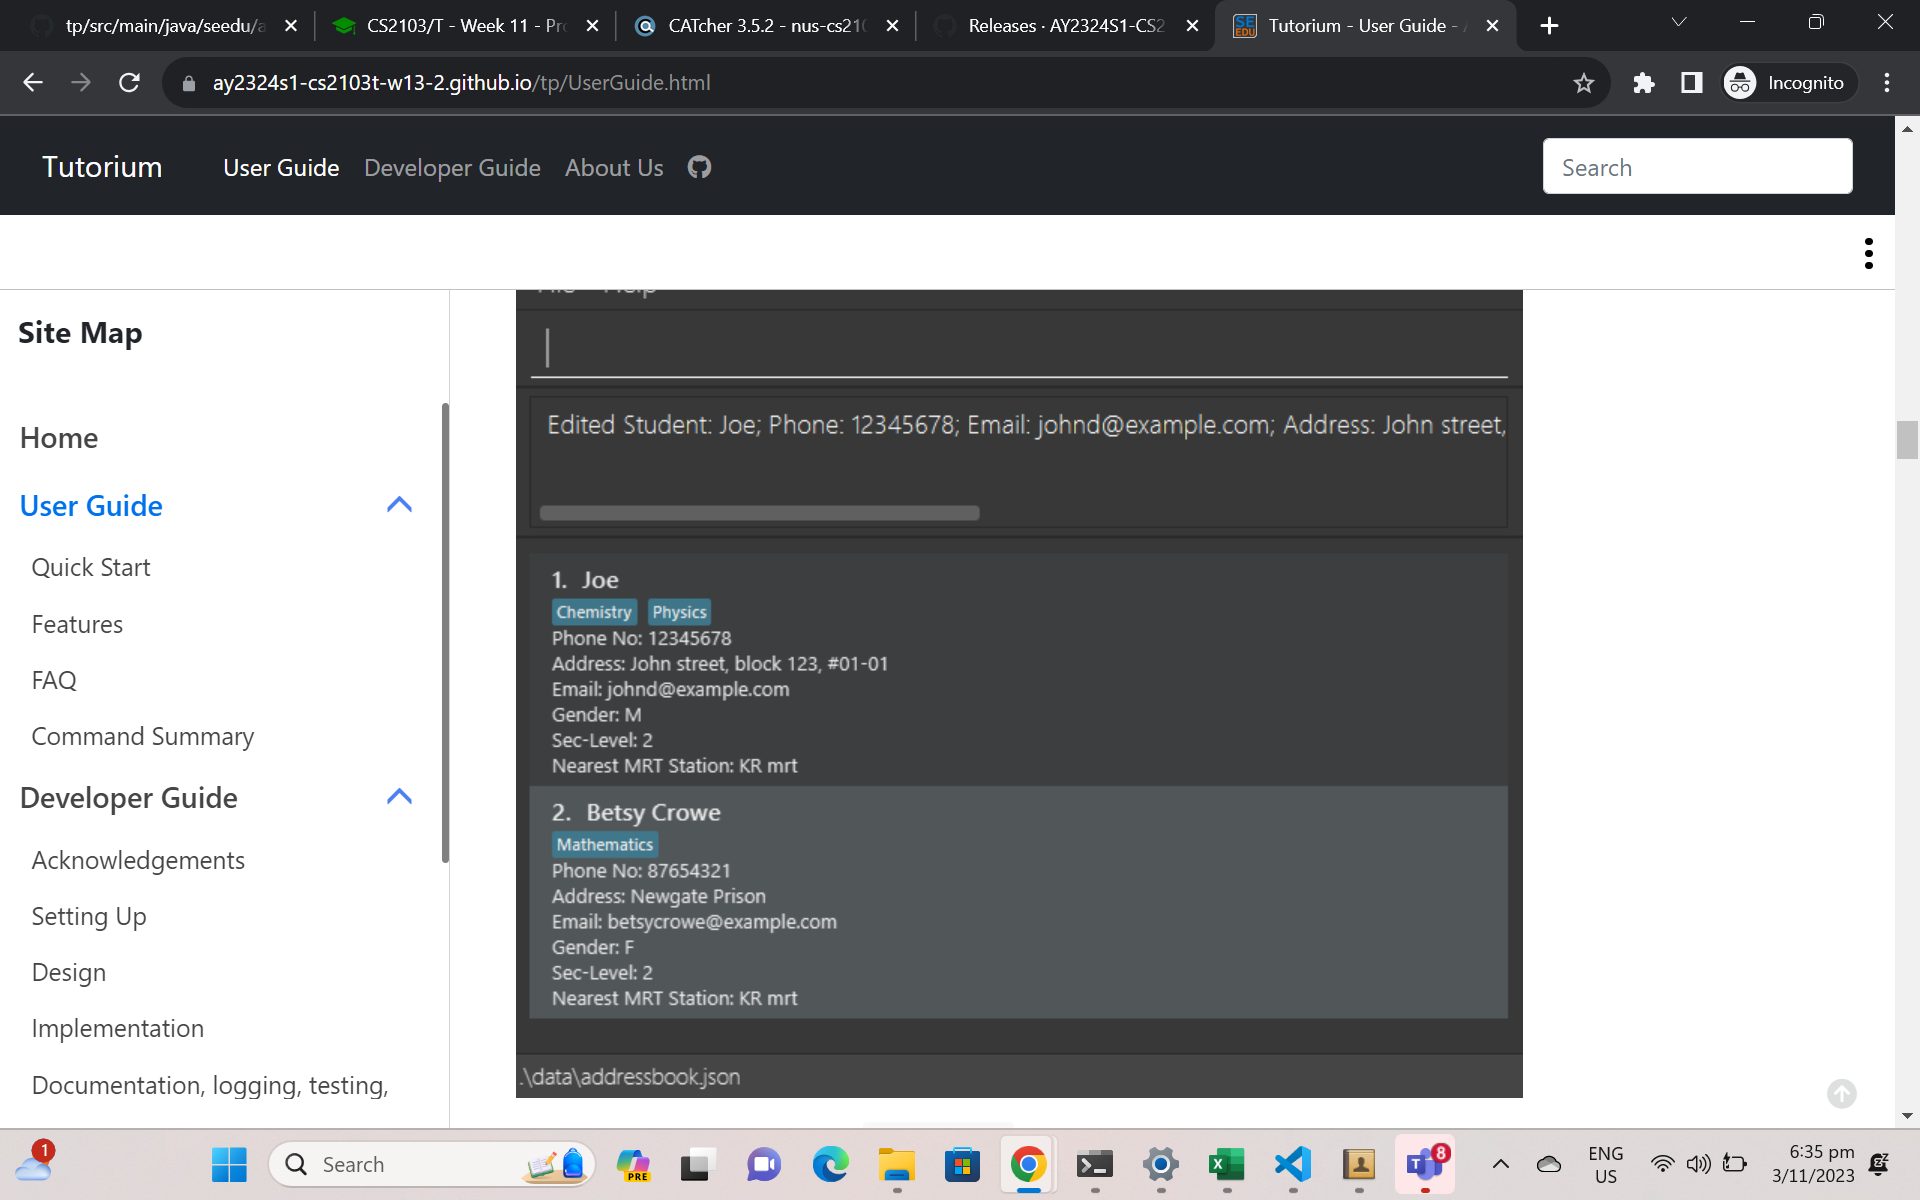 tp/src/main/java/seedu/a
CS2103/T - Week 11 - Pr
CATcher 3.5.2 - nus-cs210
Releases · AY2324S1-CS2
Tutorium - User Guide -
ay2324s1-cs2103t-w13-2.github.io/tp/UserGuide.html
Incognito
Tutorium
User Guide
Developer Guide
About Us
Search
Site Map
Home
User Guide
Quick Start
Features
FAQ
Command Summary
Developer Guide
Acknowledgements
Setting Up
Design
Implementation
Documentation, logging, testing,
File Help
Edited Student: Joe; Phone: 12345678; Email: johnd@example.com; Address: John street,
1. Joe
Chemistry Physics
Phone No: 12345678
Address: John street, block 123, #01-01
Email: johnd@example.com
Gender: M
Sec-Level: 2
Nearest MRT Station: KR mrt
2. Betsy Crowe
Mathematics
Phone No: 87654321
Address: Newgate Prison
Email: betsycrowe@example.com
Gender: F
Sec-Level: 2
Nearest MRT Station: KR mrt
.\data\addressbook.json
1
Search
PRE
8
ENG
US
6:35 pm
3/11/2023